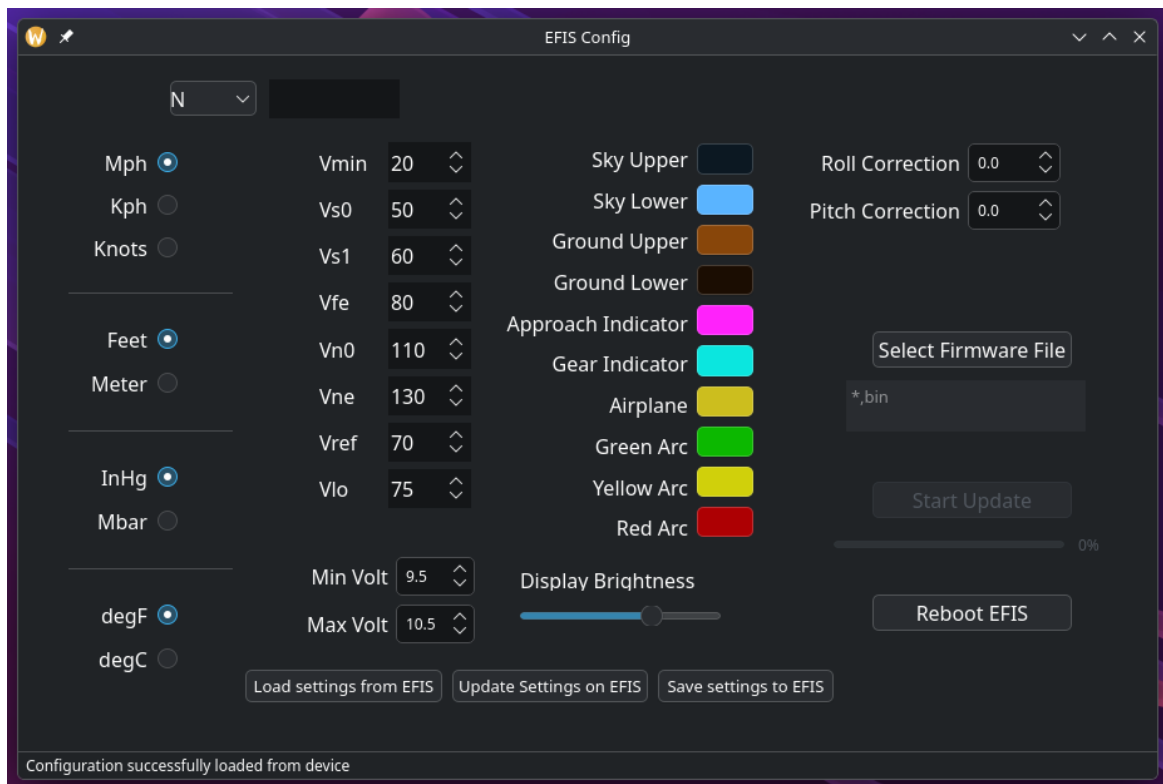 EFIS Config
N
Mph
Kph
Knots
Feet
Meter
InHg
Mbar
degF
degC
Vmin 20
Vs0 50
Vs1 60
Vfe 80
Vn0 110
Vne 130
Vref 70
Vlo 75
Min Volt 9.5
Max Volt 10.5
Sky Upper
Sky Lower
Ground Upper
Ground Lower
Approach Indicator
Gear Indicator
Airplane
Green Arc
Yellow Arc
Red Arc
Display Brightness
Roll Correction 0.0
Pitch Correction 0.0
Select Firmware File
*,bin
Start Update
0%
Reboot EFIS
Load settings from EFIS
Update Settings on EFIS
Save settings to EFIS
Configuration successfully loaded from device